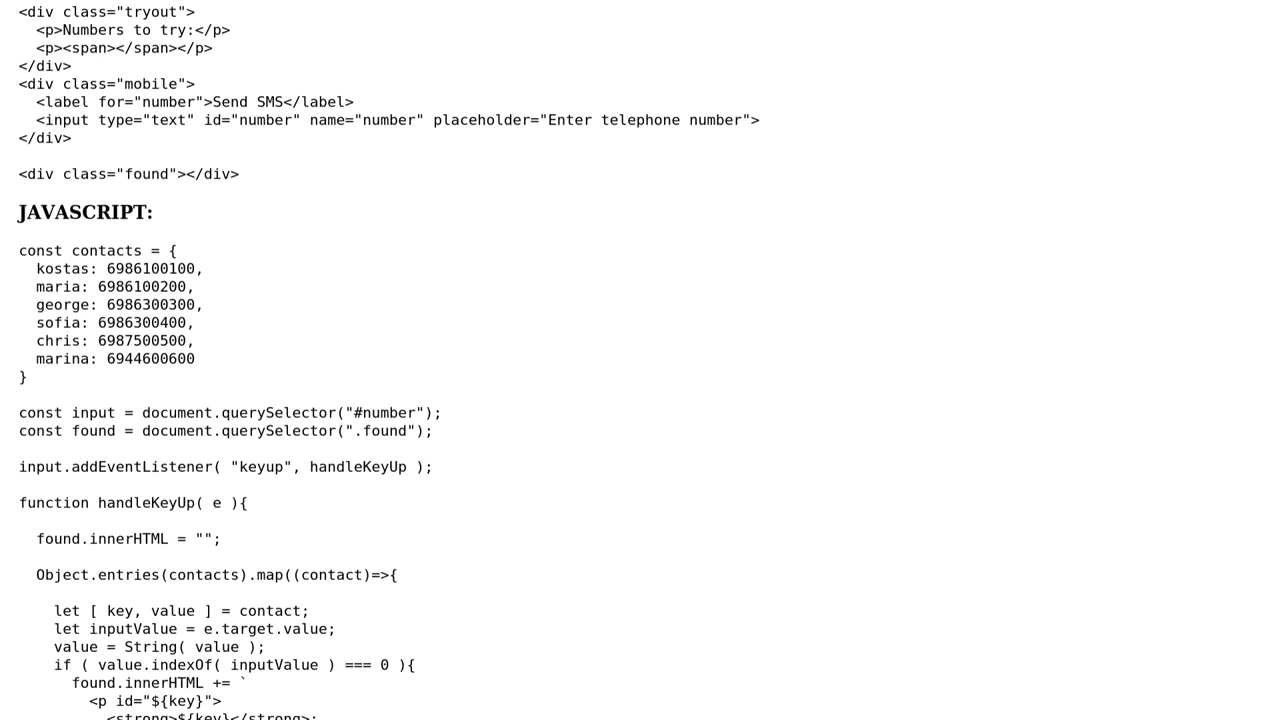 <div class="tryout">
  <p>Numbers to try:</p>
  <p><span></span></p>
</div>
<div class="mobile">
  <label for="number">Send SMS</label>
  <input type="text" id="number" name="number" placeholder="Enter telephone number">
</div>

<div class="found"></div>

JAVASCRIPT:

const contacts = {
  kostas: 6986100100,
  maria: 6986100200,
  george: 6986300300,
  sofia: 6986300400,
  chris: 6987500500,
  marina: 6944600600
}

const input = document.querySelector("#number");
const found = document.querySelector(".found");

input.addEventListener( "keyup", handleKeyUp );

function handleKeyUp( e ){

  found.innerHTML = "";

  Object.entries(contacts).map((contact)=>{

    let [ key, value ] = contact;
    let inputValue = e.target.value;
    value = String( value );
    if ( value.indexOf( inputValue ) === 0 ){
      found.innerHTML += `
        <p id="${key}">
          <strong>${key}</strong>: